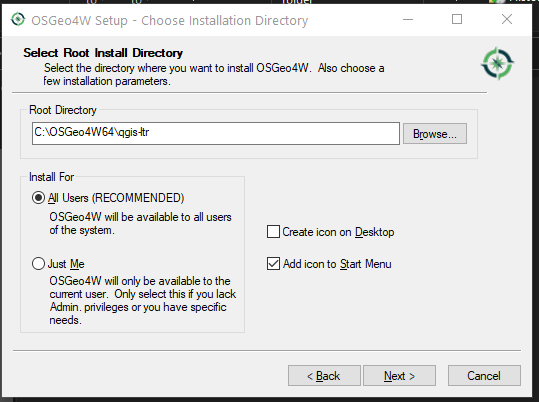 OSGeo4W Setup - Choose Installation Directory
Select Root Install Directory
Select the directory where you want to install OSGeo4W. Also choose a
few installation parameters.
Root Directory
C:\OSGeo4W64\qgis-ltr
Browse...
Install For
All Users (RECOMMENDED)
OSGeo4W will be available to all users
of the system.
Create icon on Desktop
Just Me
Add icon to Start Menu
OSGeo4W will only be available to the
current user. Only select this if you lack
Admin. privileges or you have specific
needs.
< Back
Next >
Cancel